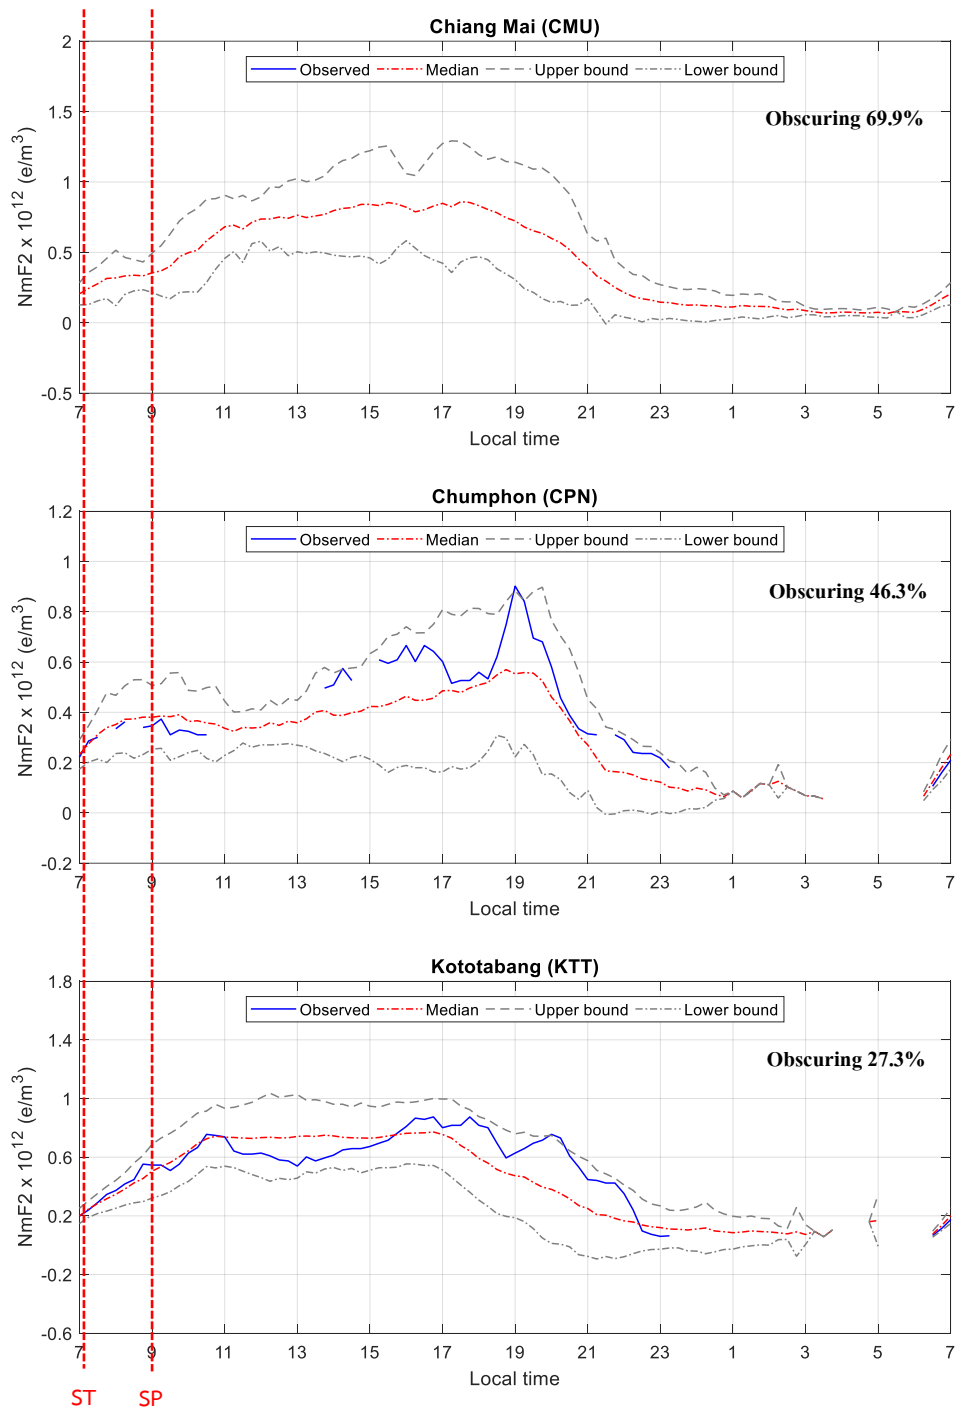 Chiang Mai (CMU)
Observed Median Upper bound Lower bound
Obscuring 69.9%
NmF2 x 10^12 (e/m^3)
2
1.5
1
0.5
0
-0.5
7 9 11 13 15 17 19 21 23 1 3 5 7
Local time
Chumphon (CPN)
Observed Median Upper bound Lower bound
Obscuring 46.3%
NmF2 x 10^12 (e/m^3)
1.2
1
0.8
0.6
0.4
0.2
0
-0.2
7 9 11 13 15 17 19 21 23 1 3 5 7
Local time
Kototabang (KTT)
Observed Median Upper bound Lower bound
Obscuring 27.3%
NmF2 x 10^12 (e/m^3)
1.8
1.4
1
0.6
0.2
-0.2
-0.6
7 9 11 13 15 17 19 21 23 1 3 5 7
Local time
ST SP